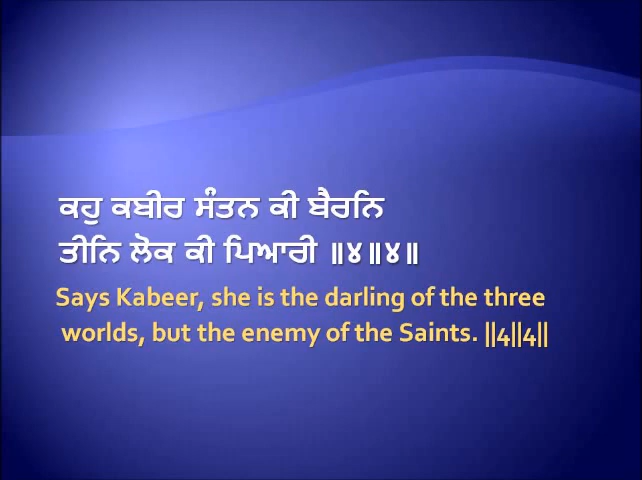 ਕਹੁ ਕਬੀਰ ਸੰਤਨ ਕੀ ਬੈਰਨਿ
ਤੀਨਿ ਲੋਕ ਕੀ ਪਿਆਰੀ ॥੪॥੪॥
Says Kabeer, she is the darling of the three
worlds, but the enemy of the Saints. ||4||4||